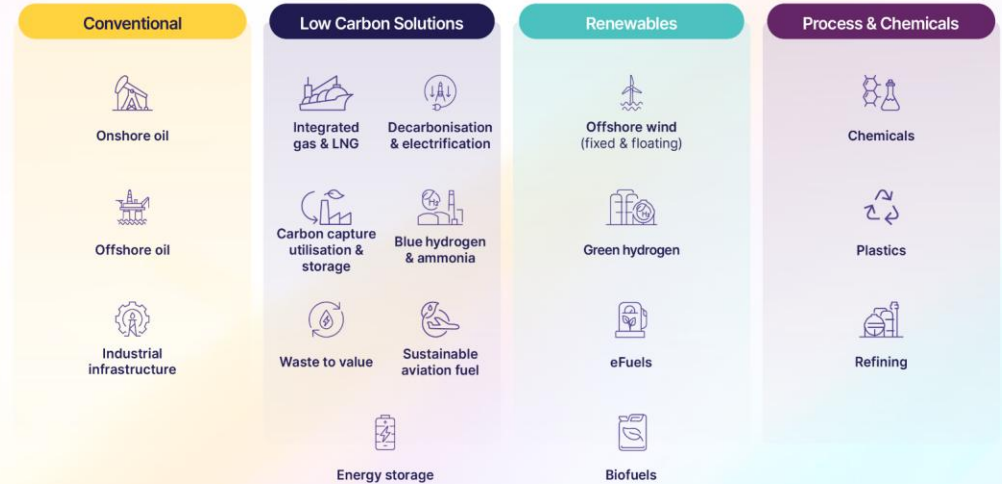 Conventional
Low Carbon Solutions
Renewables
Process & Chemicals
Onshore oil
Offshore oil
Industrial
infrastructure
Integrated
gas & LNG
Decarbonisation
& electrification
Carbon capture
utilisation &
storage
Blue hydrogen
& ammonia
Waste to value
Sustainable
aviation fuel
Energy storage
Offshore wind
(fixed & floating)
Green hydrogen
eFuels
Biofuels
Chemicals
Plastics
Refining